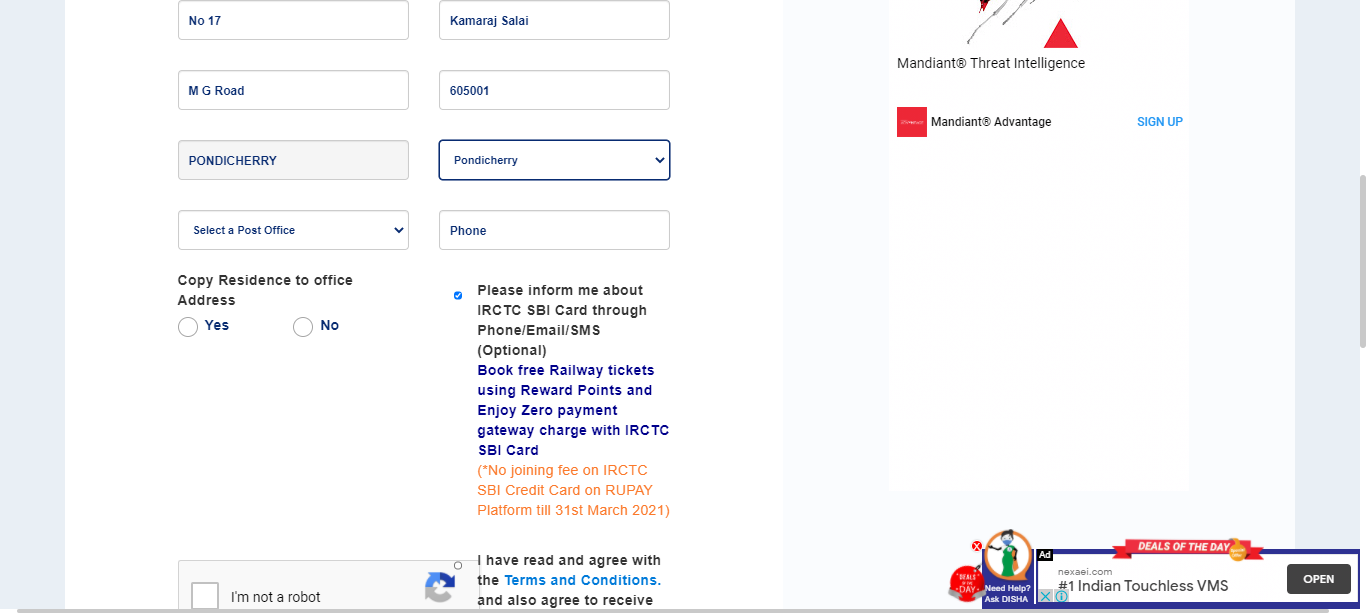 No 17
Kamaraj Salai
M G Road
605001
PONDICHERRY
Pondicherry
Select a Post Office
Phone
Copy Residence to office
Address
Yes
No
Please inform me about
IRCTC SBI Card through
Phone/Email/SMS
(Optional)
Book free Railway tickets
using Reward Points and
Enjoy Zero payment
gateway charge with IRCTC
SBI Card
(*No joining fee on IRCTC
SBI Credit Card on RUPAY
Platform till 31st March 2021)
I'm not a robot
I have read and agree with
the Terms and Conditions.
and also agree to receive
Mandiant® Threat Intelligence
Mandiant® Advantage
SIGN UP
DEALS OF THE DAY
DEALS
OF THE
DAY
Need Help?
Ask DISHA
Ad
nexaei.com
#1 Indian Touchless VMS
OPEN